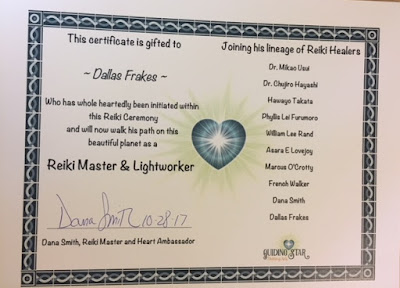 This certificate is gifted to
~ Dallas Frakes ~
Who has whole heartedly been initiated within
this Reiki Ceremony
and will now walk his path on this
beautiful planet as a
Reiki Master & Lightworker
Dana Smith 10-28-17
Dana Smith, Reiki Master and Heart Ambassador
Joining his lineage of Reiki Healers
Dr. Mikao Usui
Dr. Chujiro Hayashi
Hawayo Takata
Phyllis Lei Furumoro
William Lee Rand
Asara E Lovejoy
Marcus O'Grotty
French Walker
Dana Smith
Dallas Frakes
GUIDING STAR